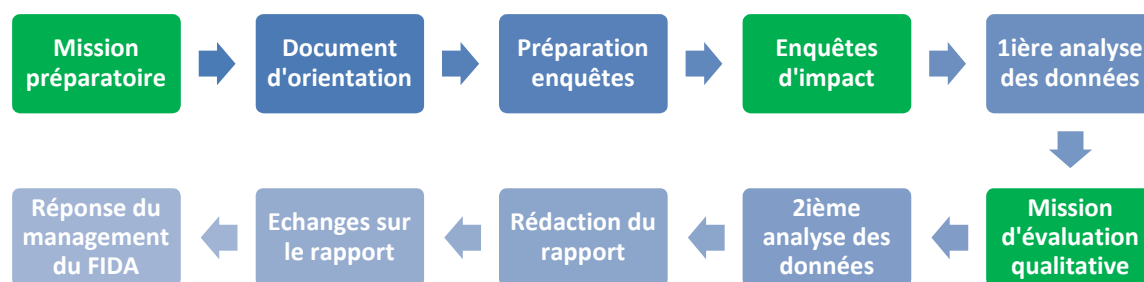 Mission
préparatoire
Document
d'orientation
Préparation
enquêtes
Enquêtes
d'impact
1ière analyse
des données
Mission
d'évaluation
qualitative
2ième
analyse des
données
Rédaction du
rapport
Echanges sur
le rapport
Réponse du
management
du FIDA